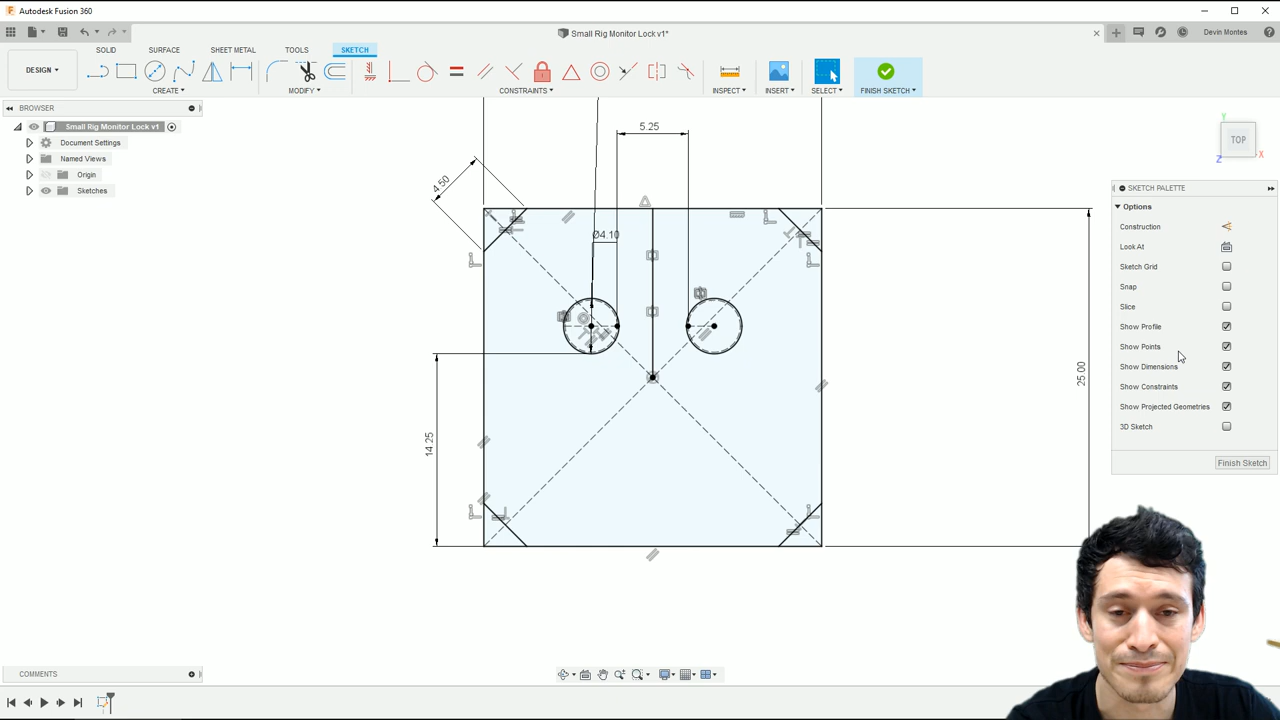 Autodesk Fusion 360
Small Rig Monitor Lock v1*
Devin Montes
SOLID SURFACE SHEET METAL TOOLS SKETCH
DESIGN
CREATE MODIFY CONSTRAINTS INSPECT INSERT SELECT FINISH SKETCH
BROWSER
Small Rig Monitor Lock v1
Document Settings
Named Views
Origin
Sketches
5.25
4.50
Ø4.10
14.25
25.00
Y
TOP
X
Z
SKETCH PALETTE
Options
Construction
Look At
Sketch Grid
Snap
Slice
Show Profile
Show Points
Show Dimensions
Show Constraints
Show Projected Geometries
3D Sketch
Finish Sketch
COMMENTS